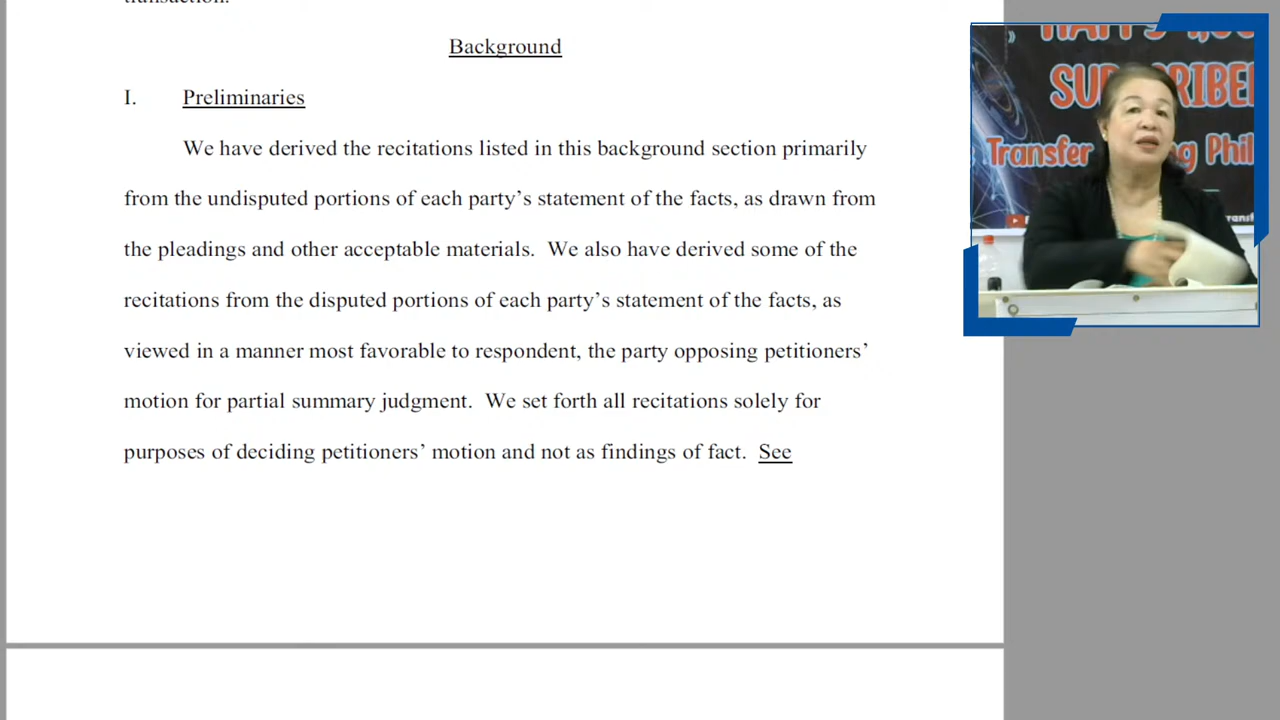 transaction.
Background
I. Preliminaries
We have derived the recitations listed in this background section primarily
from the undisputed portions of each party’s statement of the facts, as drawn from
the pleadings and other acceptable materials.  We also have derived some of the
recitations from the disputed portions of each party’s statement of the facts, as
viewed in a manner most favorable to respondent, the party opposing petitioners’
motion for partial summary judgment.  We set forth all recitations solely for
purposes of deciding petitioners’ motion and not as findings of fact.  See
HAPPY
SU RIBE
Transfer g Phil